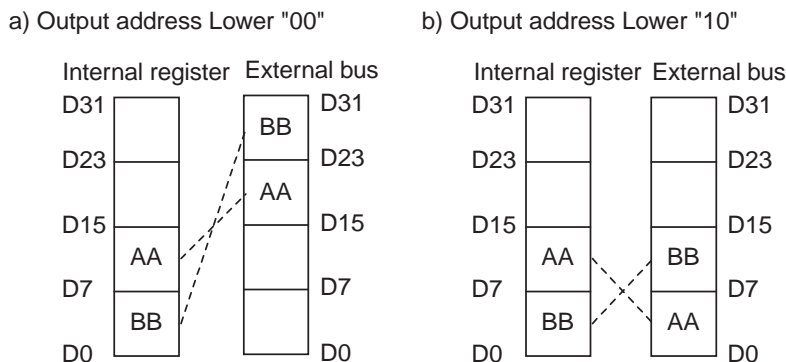 a) Output address Lower "00"
b) Output address Lower "10"
Internal register External bus
D31
D23
D15
D7
D0
AA
BB
BB
AA
D31
D23
D15
D7
D0
Internal register External bus
D31
D23
D15
D7
D0
AA
BB
BB
AA
D31
D23
D15
D7
D0